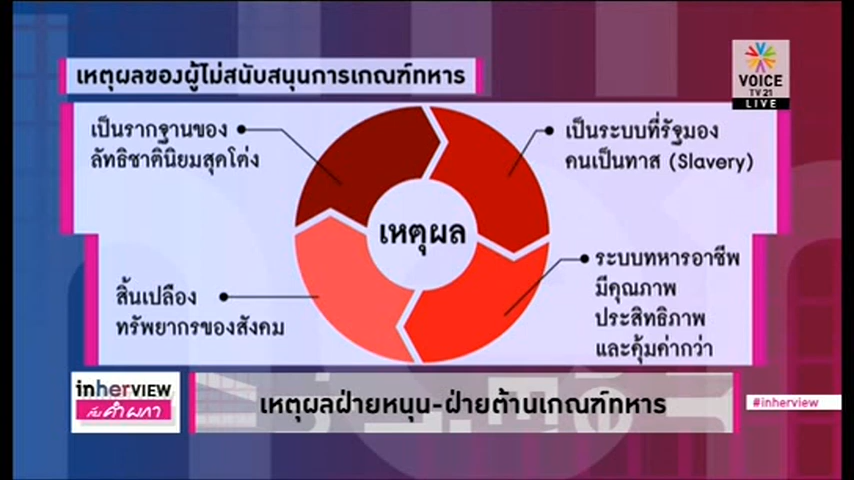 เหตุผลของผู้ไม่สนับสนุนการเกณฑ์ทหาร
VOICE
TV 21
LIVE
เป็นรากฐานของ
ลัทธิชาตินิยมสุดโต่ง
เป็นระบบที่รัฐมอง
คนเป็นทาส (Slavery)
เหตุผล
สิ้นเปลือง
ทรัพยากรของสังคม
ระบบทหารอาชีพ
มีคุณภาพ
ประสิทธิภาพ
และคุ้มค่ากว่า
inherVIEW
กับคำ ผกา
เหตุผลฝ่ายหนุน-ฝ่ายต้านเกณฑ์ทหาร
#inherview